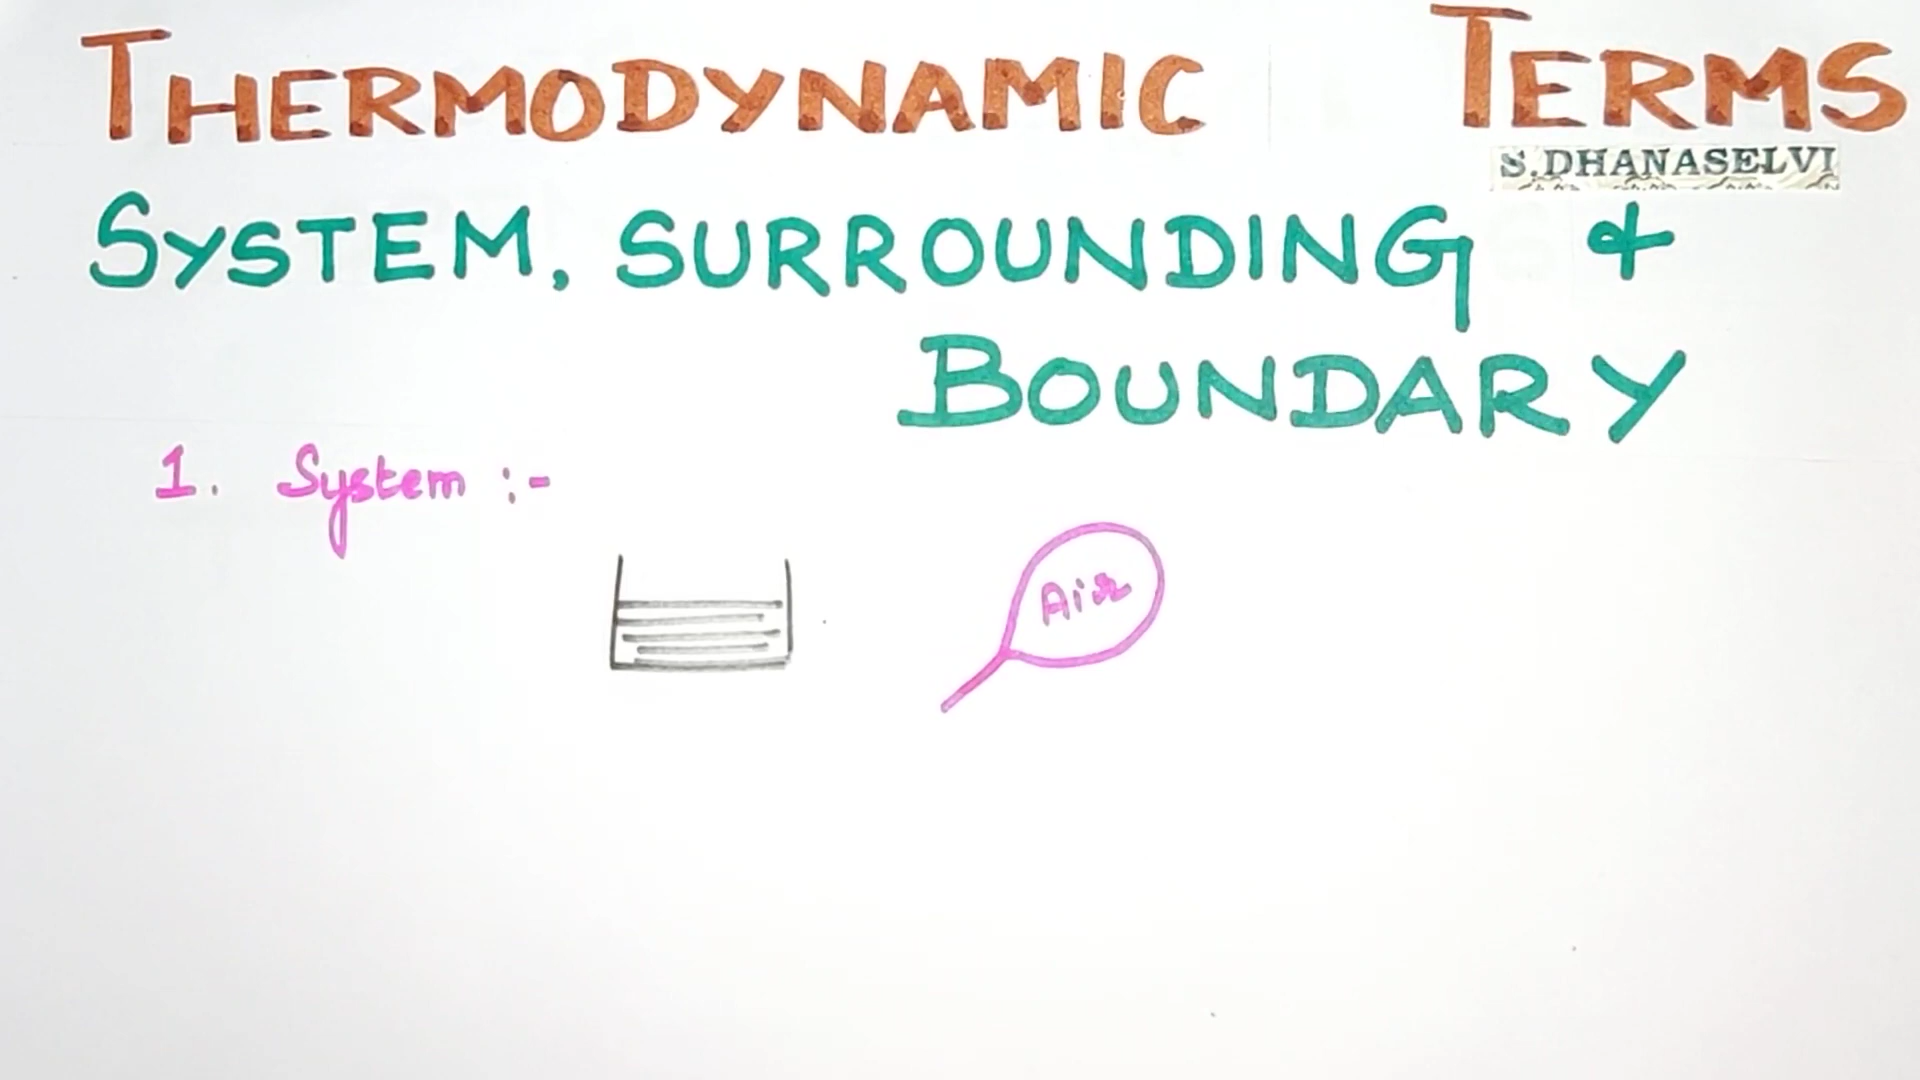 THERMODYNAMIC TERMS
S.DHANASELVI
SYSTEM, SURROUNDING &
BOUNDARY
1. System :-
Air